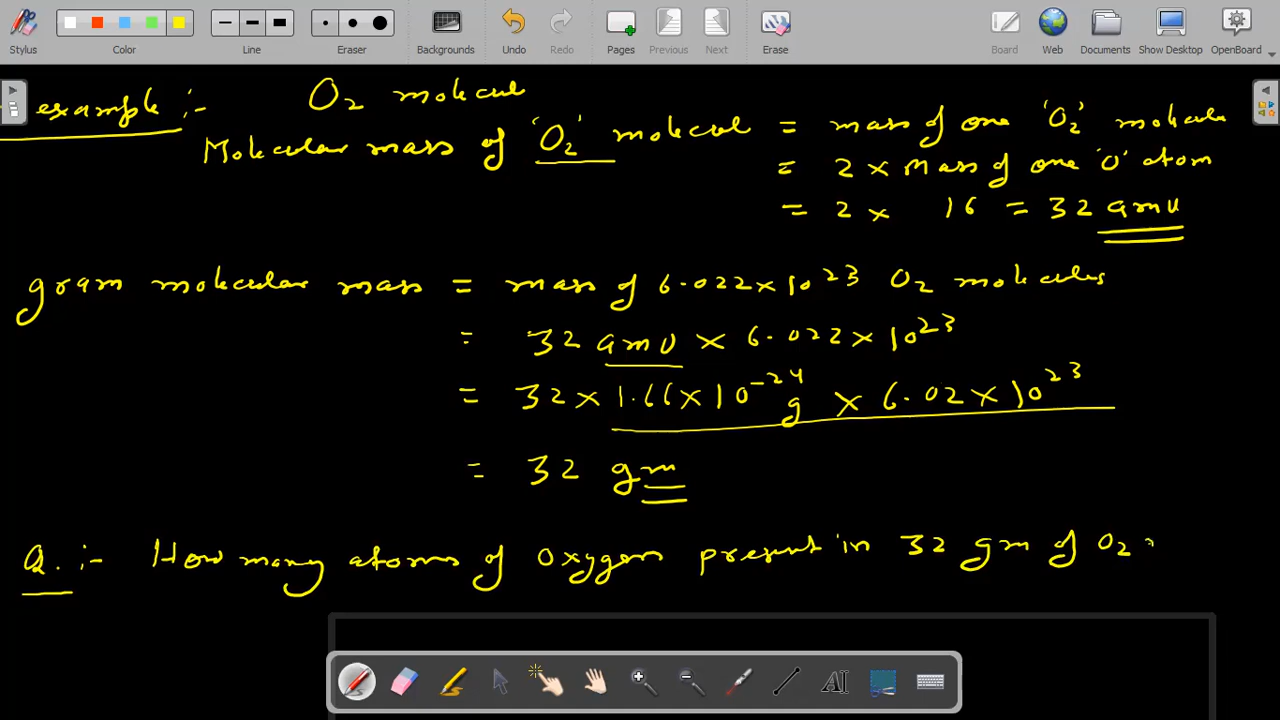 Stylus Color Line Eraser Backgrounds Undo Redo Pages Previous Next Erase Board Web Documents Show Desktop OpenBoard
example :- O2 molecul
Molecular mass of 'O2' molecul = mass of one 'O2' molecule
= 2 × Mass of one 'O' atom
= 2 × 16 = 32 amu
gram molecular mass = mass of 6.022×10^23 O2 molecules
= 32 amu × 6.022×10^23
= 32 × 1.66×10^-24 g × 6.02×10^23
= 32 gm
Q. :- How many atoms of oxygen present in 32 gm of O2
AI